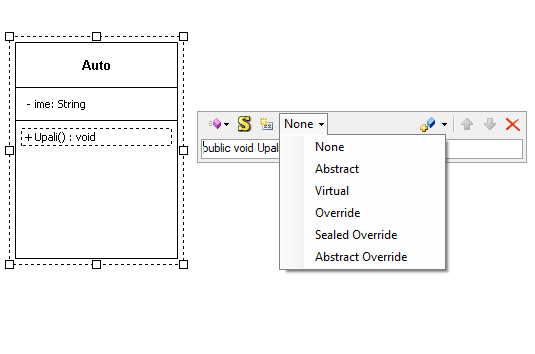 Auto
- ime: String
+ Upali() : void
None
public void Upal
None
Abstract
Virtual
Override
Sealed Override
Abstract Override